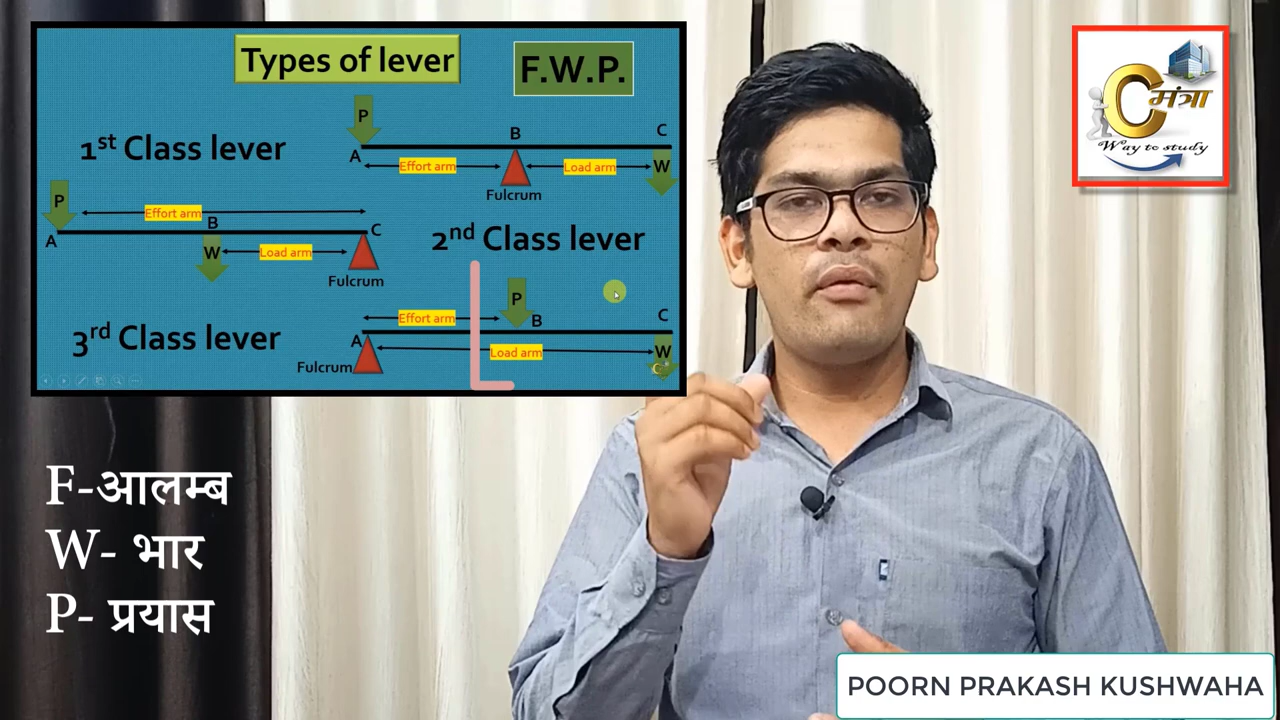 Types of lever
F.W.P.
1st Class lever
P
A
B
C
Effort arm
Load arm
W
Fulcrum
P
A
Effort arm
B
C
W
Load arm
Fulcrum
2nd Class lever
3rd Class lever
P
B
C
Effort arm
A
Load arm
W
Fulcrum
C
C मंत्रा
Way to study
F-आलम्ब
W- भार
P- प्रयास
POORN PRAKASH KUSHWAHA